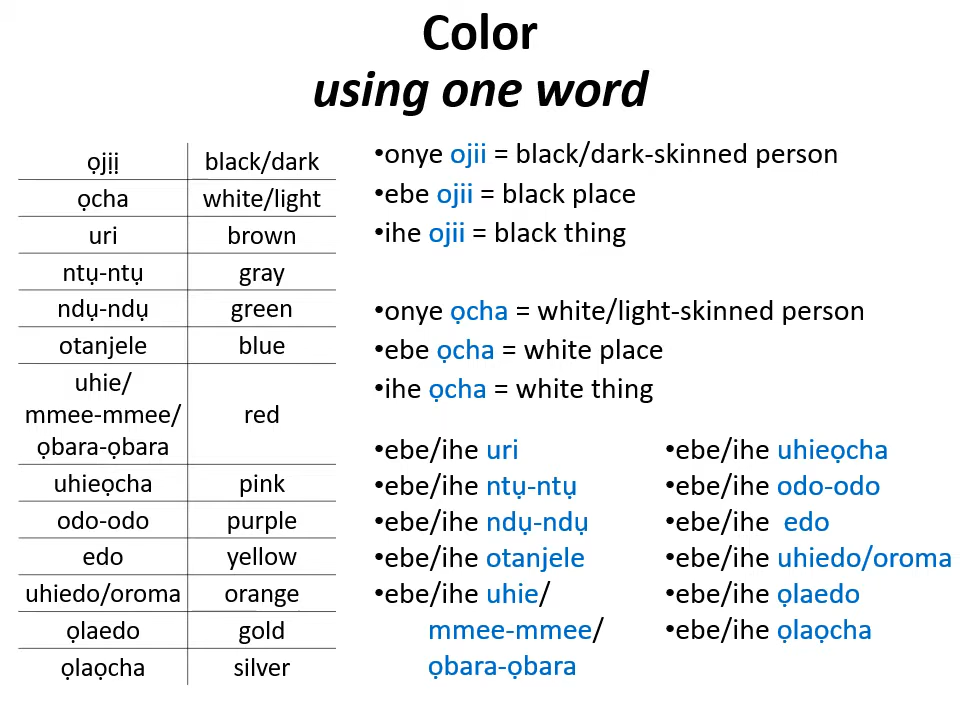 Color
using one word
ọjịị black/dark
ọcha white/light
uri brown
ntụ-ntụ gray
ndụ-ndụ green
otanjele blue
uhie/
mmee-mmee/ red
ọbara-ọbara
uhieọcha pink
odo-odo purple
edo yellow
uhiedo/oroma orange
ọlaedo gold
ọlaọcha silver
•onye ojii = black/dark-skinned person
•ebe ojii = black place
•ihe ojii = black thing
•onye ọcha = white/light-skinned person
•ebe ọcha = white place
•ihe ọcha = white thing
•ebe/ihe uri
•ebe/ihe ntụ-ntụ
•ebe/ihe ndụ-ndụ
•ebe/ihe otanjele
•ebe/ihe uhie/
mmee-mmee/
ọbara-ọbara
•ebe/ihe uhieọcha
•ebe/ihe odo-odo
•ebe/ihe edo
•ebe/ihe uhiedo/oroma
•ebe/ihe ọlaedo
•ebe/ihe ọlaọcha